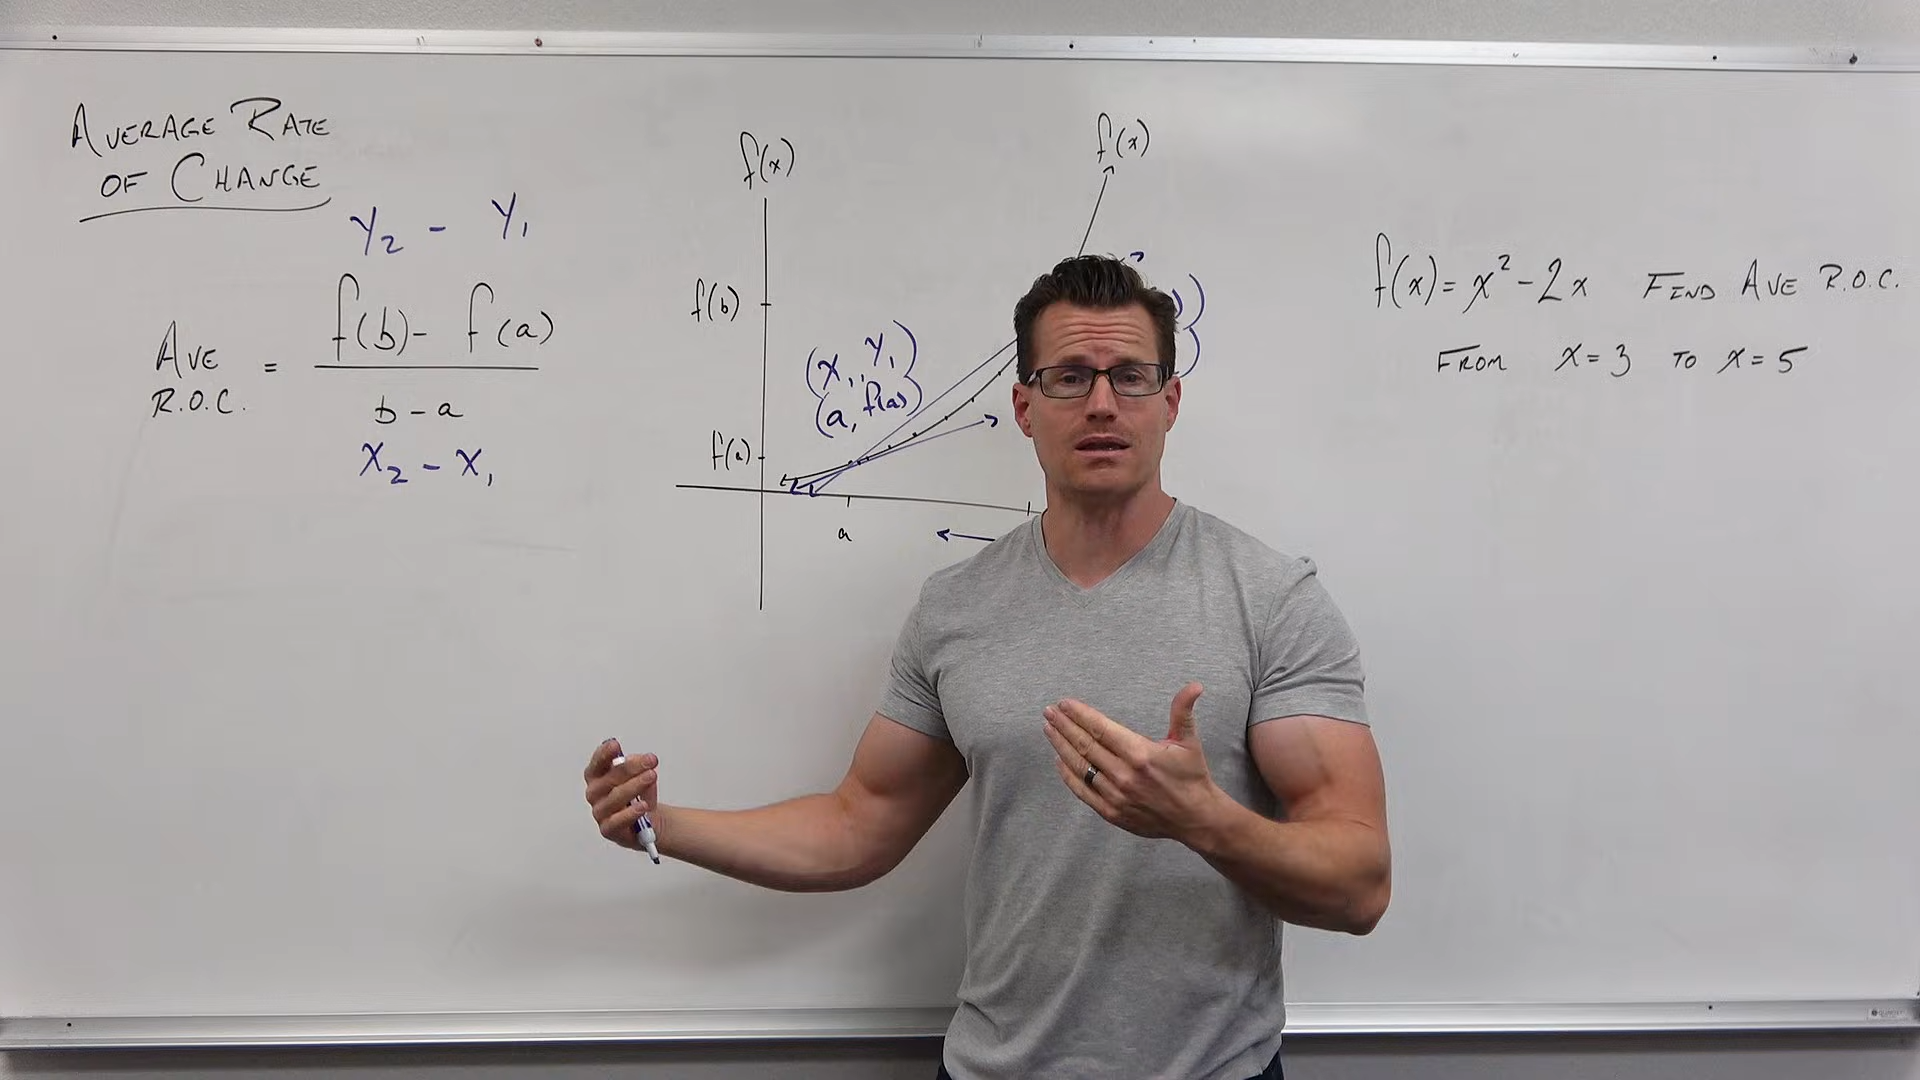 AVERAGE RATE
OF CHANGE
y₂ - y₁
AVE R.O.C. = f(b) - f(a)
b - a
x₂ - x₁
f(x)
f(x)
f(b)
(x₁, y₁)
(a, f(a))
f(a)
a
f(x) = x² - 2x FIND AVE R.O.C.
FROM x = 3 TO x = 5